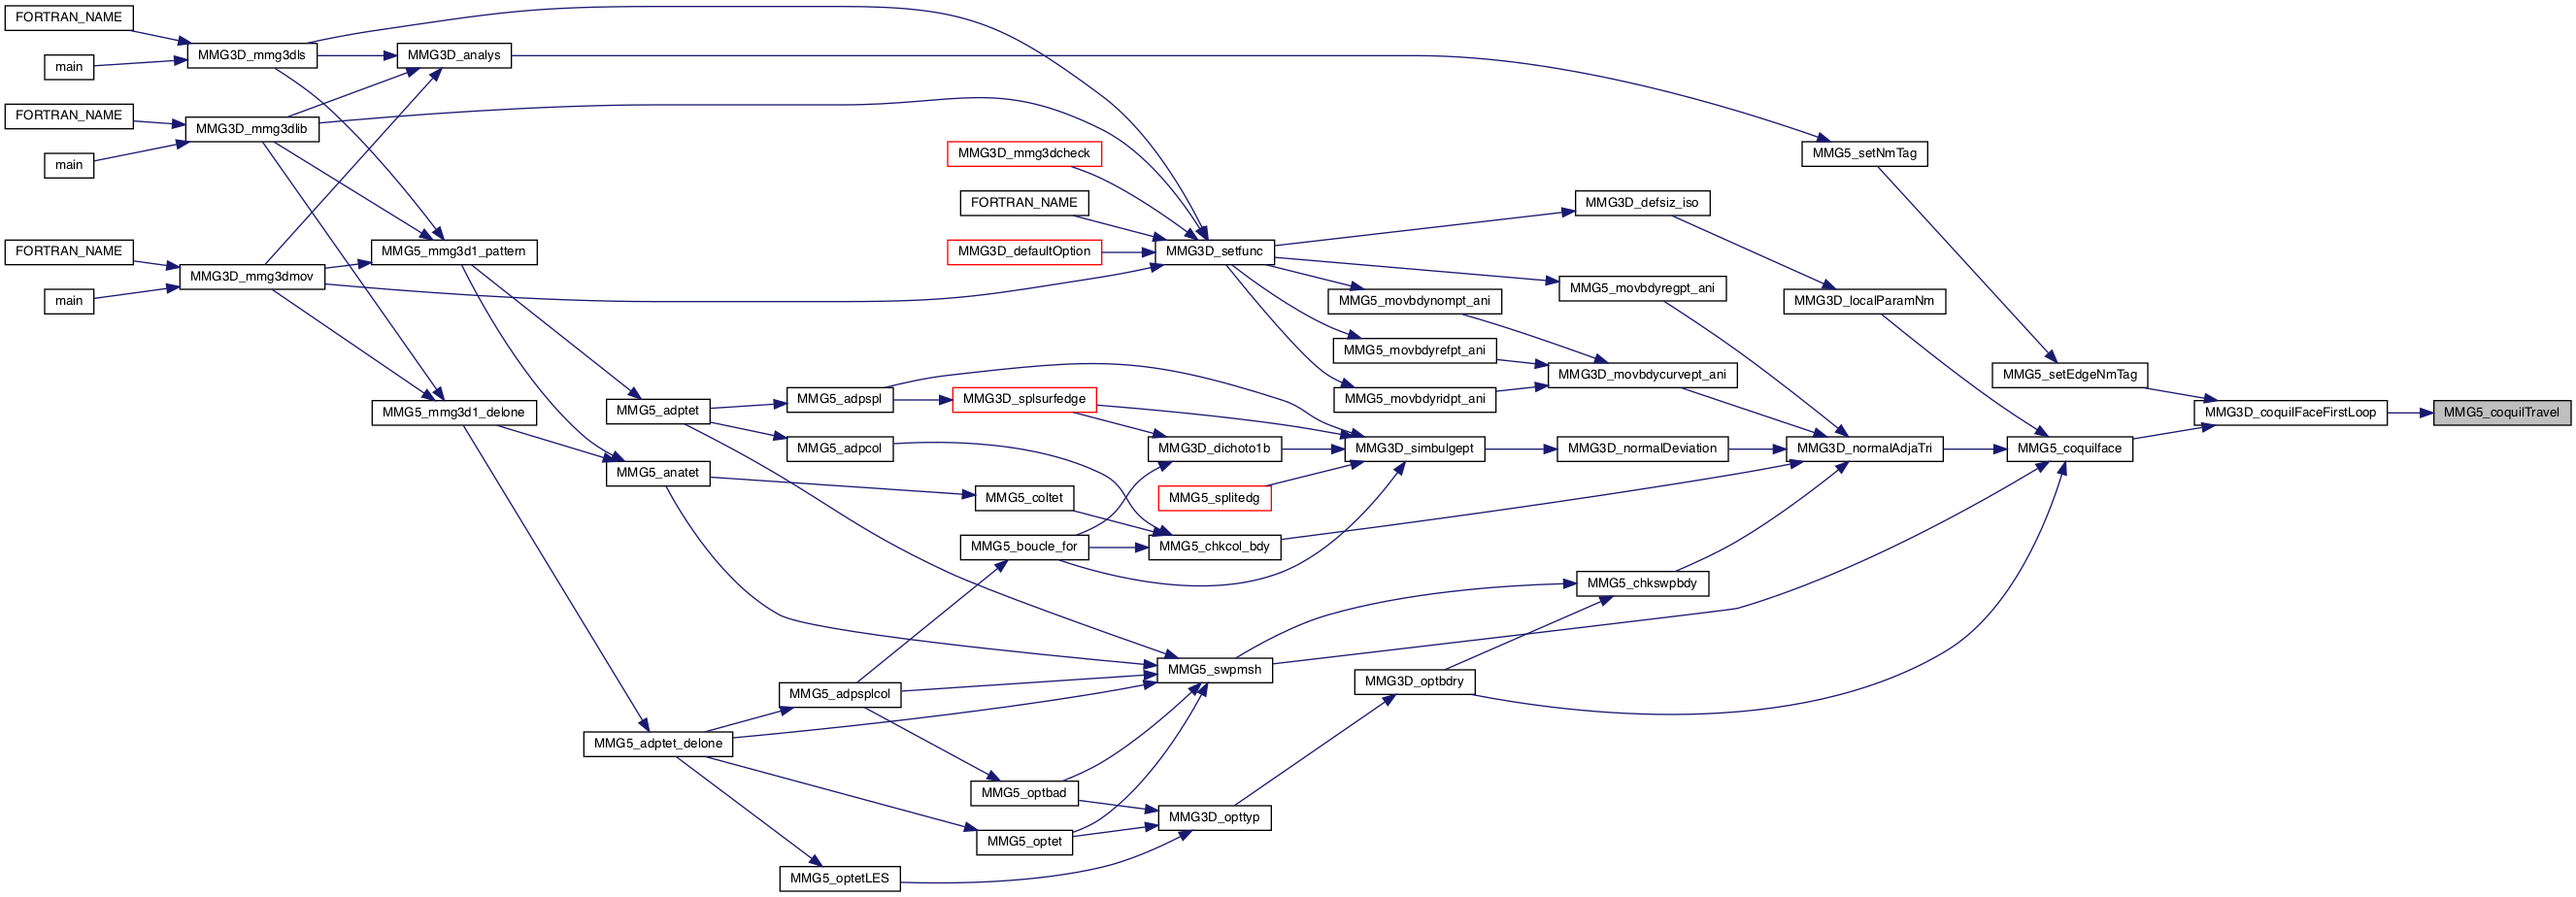 FORTRAN_NAME
main
FORTRAN_NAME
main
FORTRAN_NAME
main
MMG3D_mmg3dls
MMG3D_mmg3dlib
MMG3D_mmg3dmov
MMG3D_analys
MMG5_mmg3d1_pattern
MMG5_mmg3d1_delone
MMG5_adptet
MMG5_anatet
MMG5_adptet_delone
MMG5_adpspl
MMG5_adpcol
MMG5_adpsplcol
MMG5_optetLES
MMG3D_mmg3dcheck
FORTRAN_NAME
MMG3D_defaultOption
MMG3D_splsurfedge
MMG5_coltet
MMG5_boucle_for
MMG5_optbad
MMG5_optet
MMG3D_setfunc
MMG3D_dichoto1b
MMG5_splitedg
MMG5_chkcol_bdy
MMG5_swpmsh
MMG3D_opttyp
MMG5_movbdynompt_ani
MMG5_movbdyrefpt_ani
MMG5_movbdyridpt_ani
MMG3D_simbulgept
MMG3D_optbdry
MMG3D_defsiz_iso
MMG5_movbdyregpt_ani
MMG3D_movbdycurvept_ani
MMG3D_normalDeviation
MMG5_chkswpbdy
MMG5_setNmTag
MMG3D_localParamNm
MMG3D_normalAdjaTri
MMG5_setEdgeNmTag
MMG5_coquilface
MMG3D_coquilFaceFirstLoop
MMG5_coquilTravel